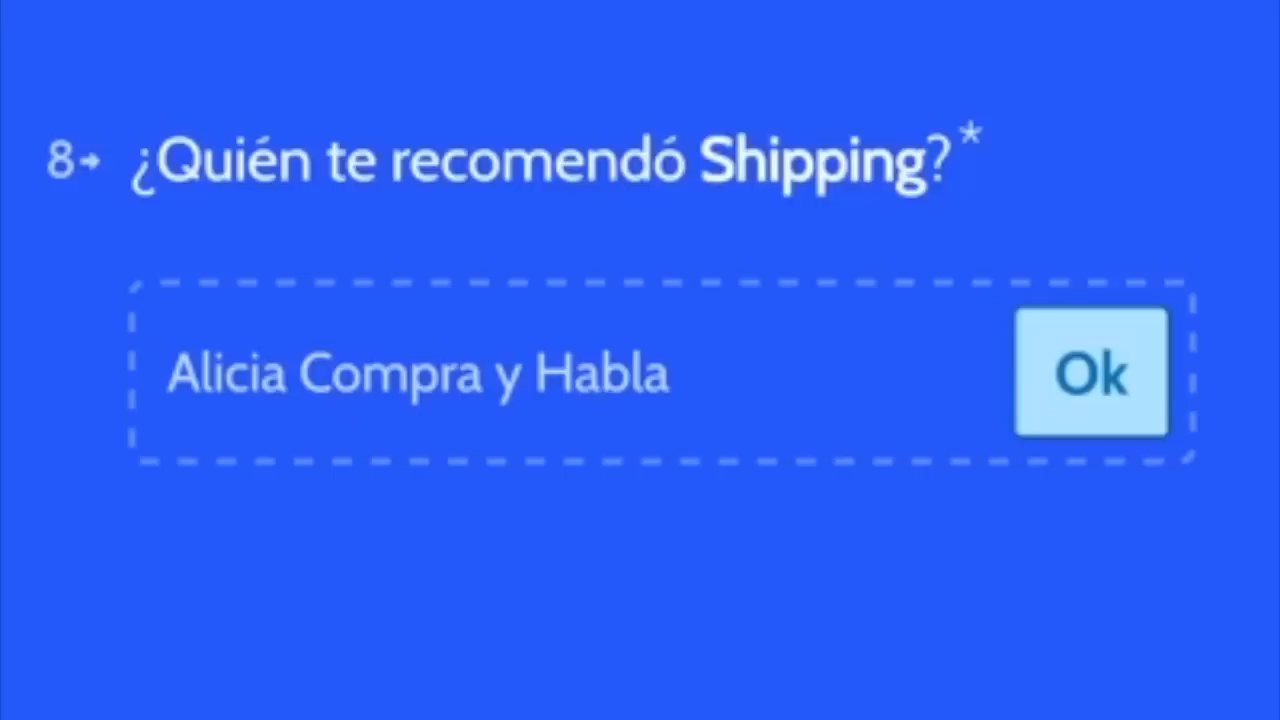 8→ ¿Quién te recomendó Shipping?*
Alicia Compra y Habla
Ok